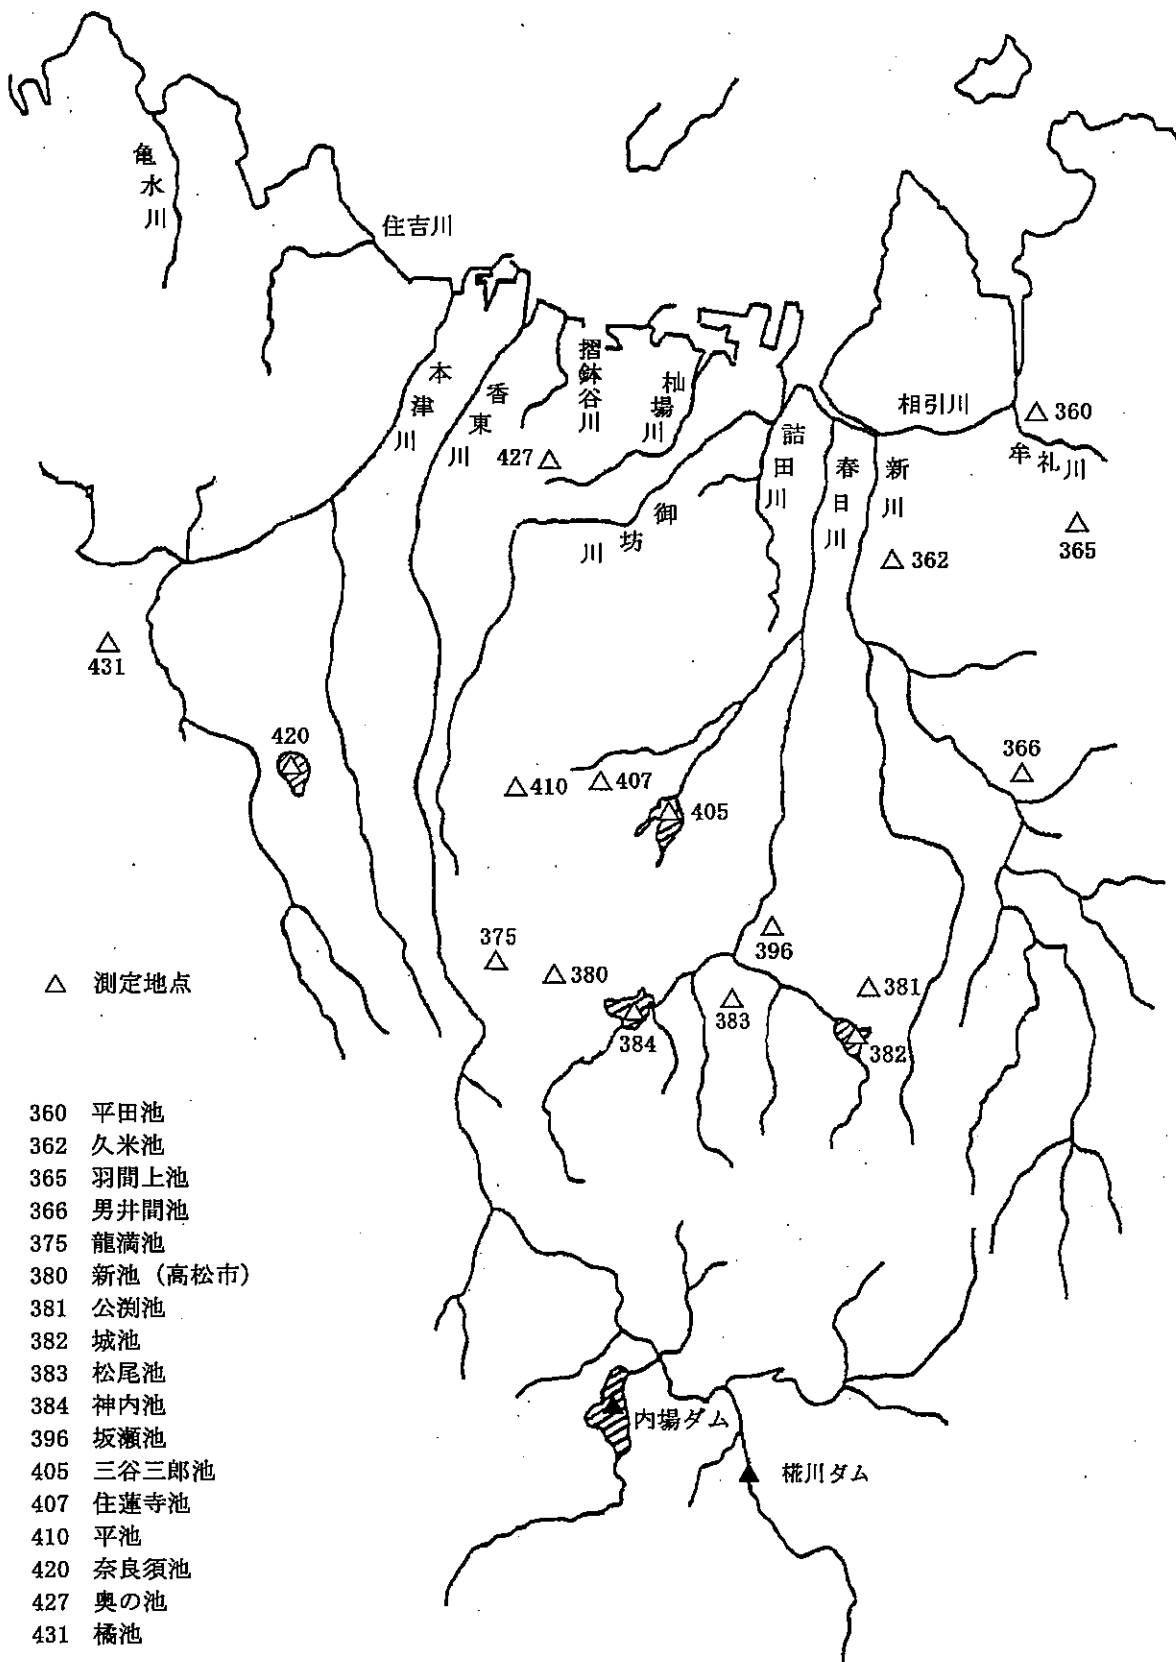 亀水川
住吉川
本津川
香東川
摺鉢谷川
杣場川
427
御坊川
詰田川
春日川
新川
相引川
360
牟礼川
365
362
431
420
366
410
407
405
375
380
396
381
383
384
382
内場ダム
椛川ダム
△ 測定地点
360 平田池
362 久米池
365 羽間上池
366 男井間池
375 龍満池
380 新池（高松市）
381 公渕池
382 城池
383 松尾池
384 神内池
396 坂瀬池
405 三谷三郎池
407 住蓮寺池
410 平池
420 奈良須池
427 奥の池
431 橘池